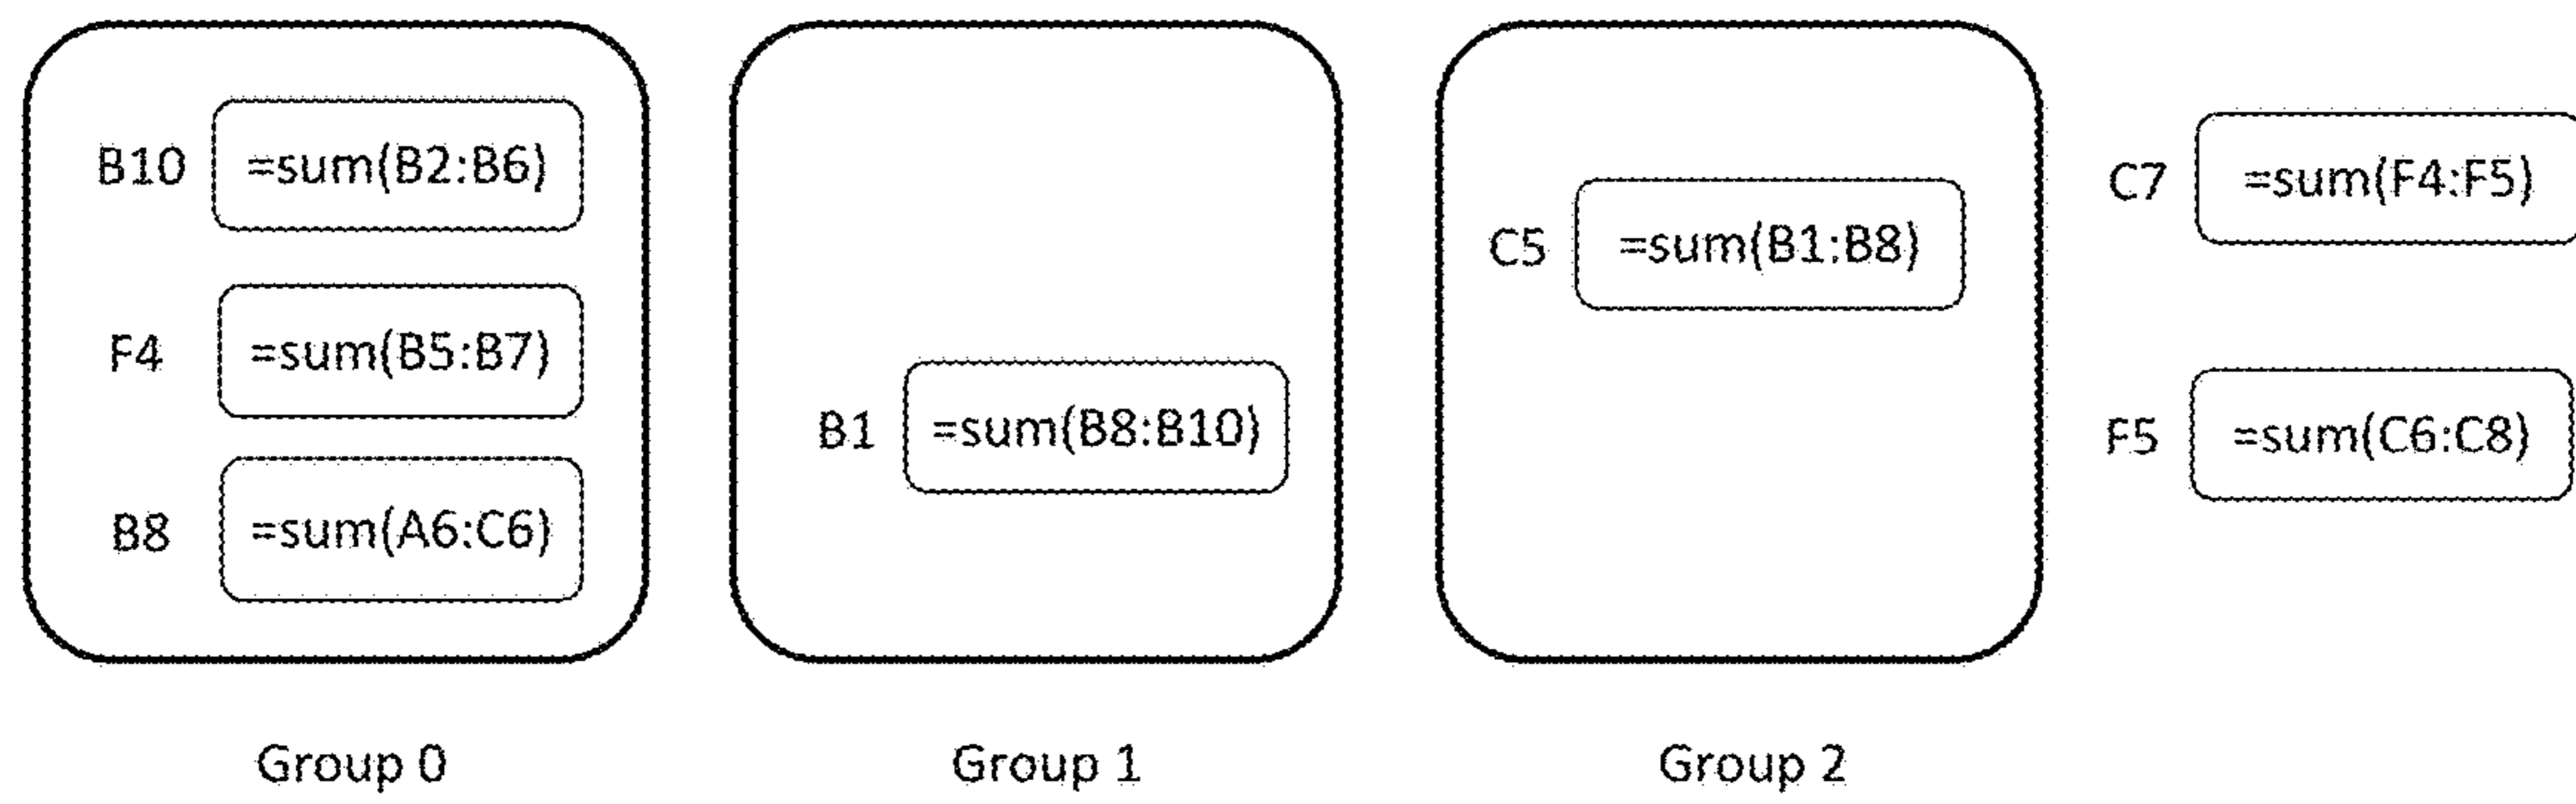 B10 =sum(B2:B6)
F4 =sum(B5:B7)
B8 =sum(A6:C6)
Group 0
B1 =sum(B8:B10)
Group 1
C5 =sum(B1:B8)
Group 2
C7 =sum(F4:F5)
F5 =sum(C6:C8)